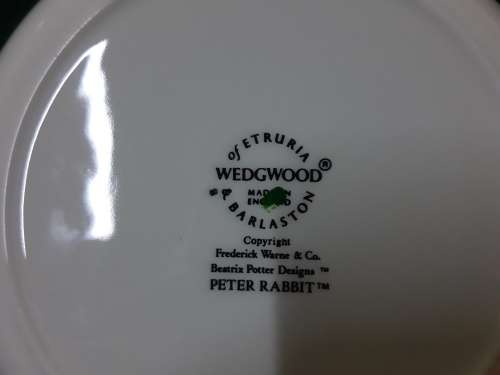 of ETRURIA
WEDGWOOD ®
MADE IN
ENGLAND
& BARLASTON
Copyright
Frederick Warne & Co.
Beatrix Potter Designs ™
PETER RABBIT™